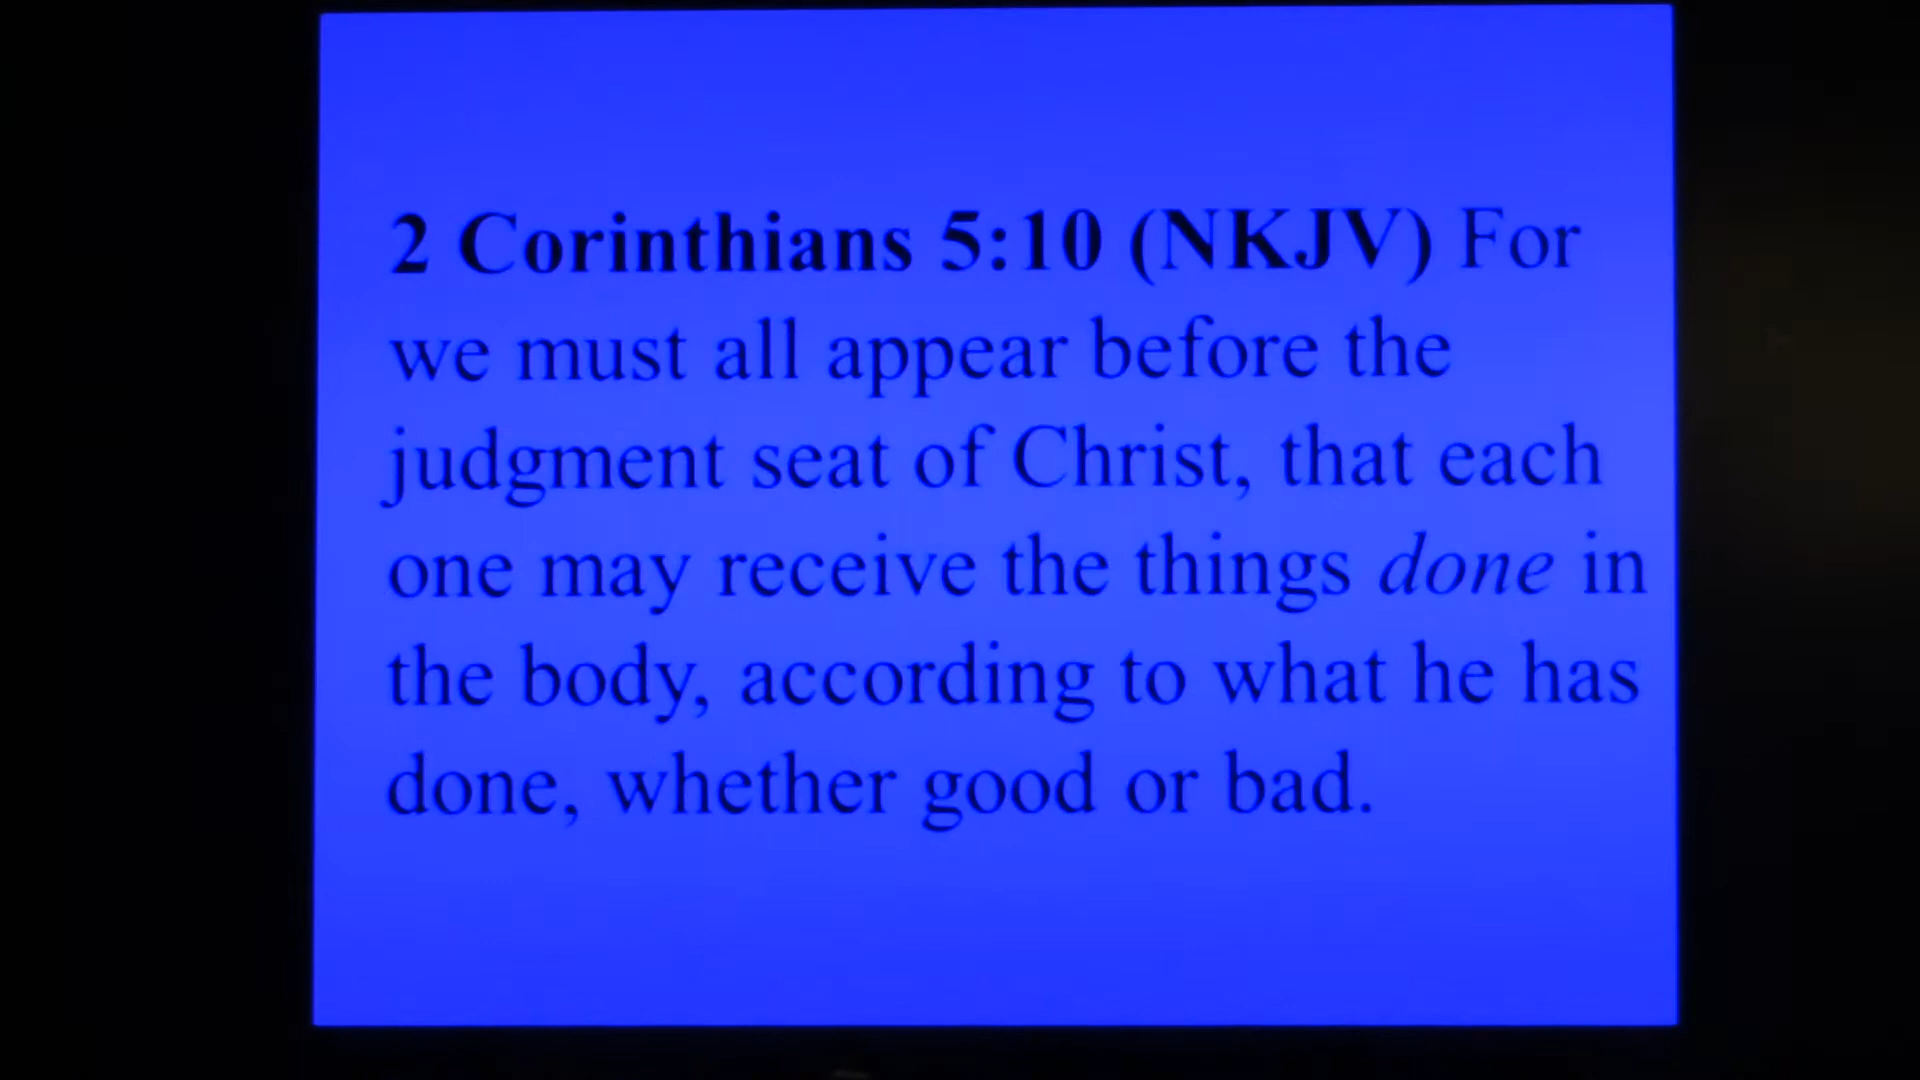 2 Corinthians 5:10 (NKJV) For
we must all appear before the
judgment seat of Christ, that each
one may receive the things done in
the body, according to what he has
done, whether good or bad.